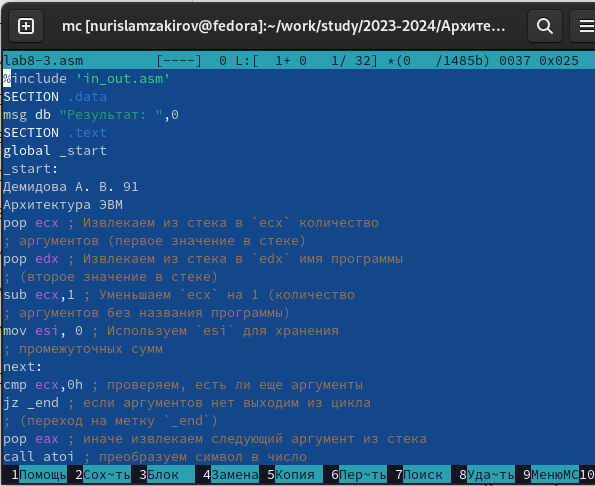 mc [nurislamzakirov@fedora]:~/work/study/2023-2024/Архите...
lab8-3.asm [----] 0 L:[ 1+ 0 1/ 32] *(0 /1485b) 0037 0x025
%include 'in_out.asm'
SECTION .data
msg db "Результат: ",0
SECTION .text
global _start
_start:
Демидова А. В. 91
Архитектура ЭВМ
pop ecx ; Извлекаем из стека в `ecx` количество
; аргументов (первое значение в стеке)
pop edx ; Извлекаем из стека в `edx` имя программы
; (второе значение в стеке)
sub ecx,1 ; Уменьшаем `ecx` на 1 (количество
; аргументов без названия программы)
mov esi, 0 ; Используем `esi` для хранения
; промежуточных сумм
next:
cmp ecx,0h ; проверяем, есть ли еще аргументы
jz _end ; если аргументов нет выходим из цикла
; (переход на метку `_end`)
pop eax ; иначе извлекаем следующий аргумент из стека
call atoi ; преобразуем символ в число
1Помощь 2Сох~ть 3Блок 4Замена 5Копия 6Пер~ть 7Поиск 8Уда~ть 9МенюMC 10